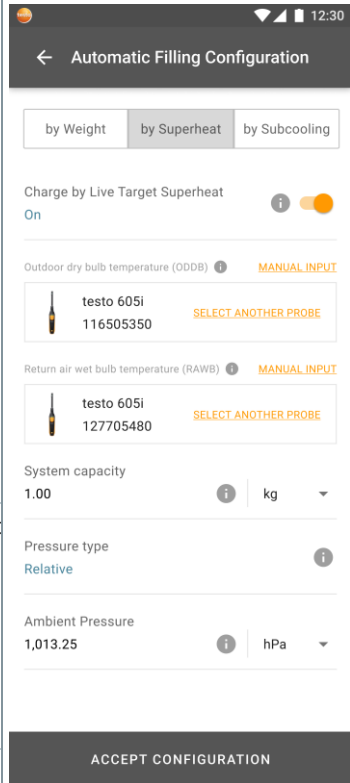 12:30
Automatic Filling Configuration
by Weight by Superheat by Subcooling
Charge by Live Target Superheat
On
Outdoor dry bulb temperature (ODDB) MANUAL INPUT
testo 605i
116505350
SELECT ANOTHER PROBE
Return air wet bulb temperature (RAWB) MANUAL INPUT
testo 605i
127705480
SELECT ANOTHER PROBE
System capacity
1.00 kg
Pressure type
Relative
Ambient Pressure
1,013.25 hPa
ACCEPT CONFIGURATION